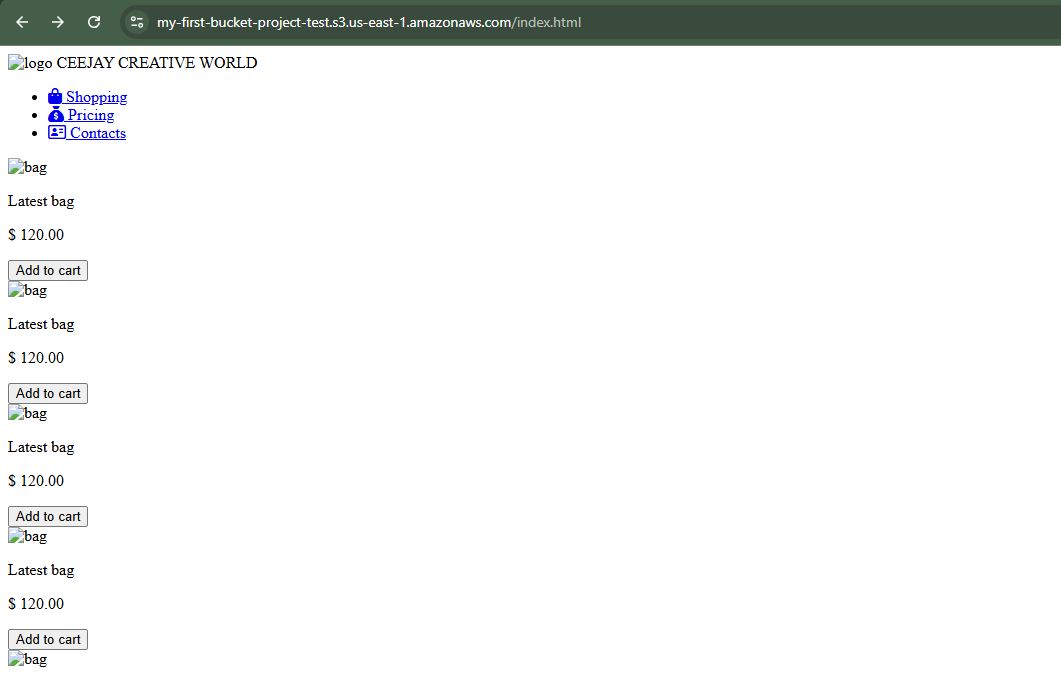 my-first-bucket-project-test.s3.us-east-1.amazonaws.com/index.html
logo CEEJAY CREATIVE WORLD
Shopping
Pricing
Contacts
bag
Latest bag
$ 120.00
Add to cart
bag
Latest bag
$ 120.00
Add to cart
bag
Latest bag
$ 120.00
Add to cart
bag
Latest bag
$ 120.00
Add to cart
bag